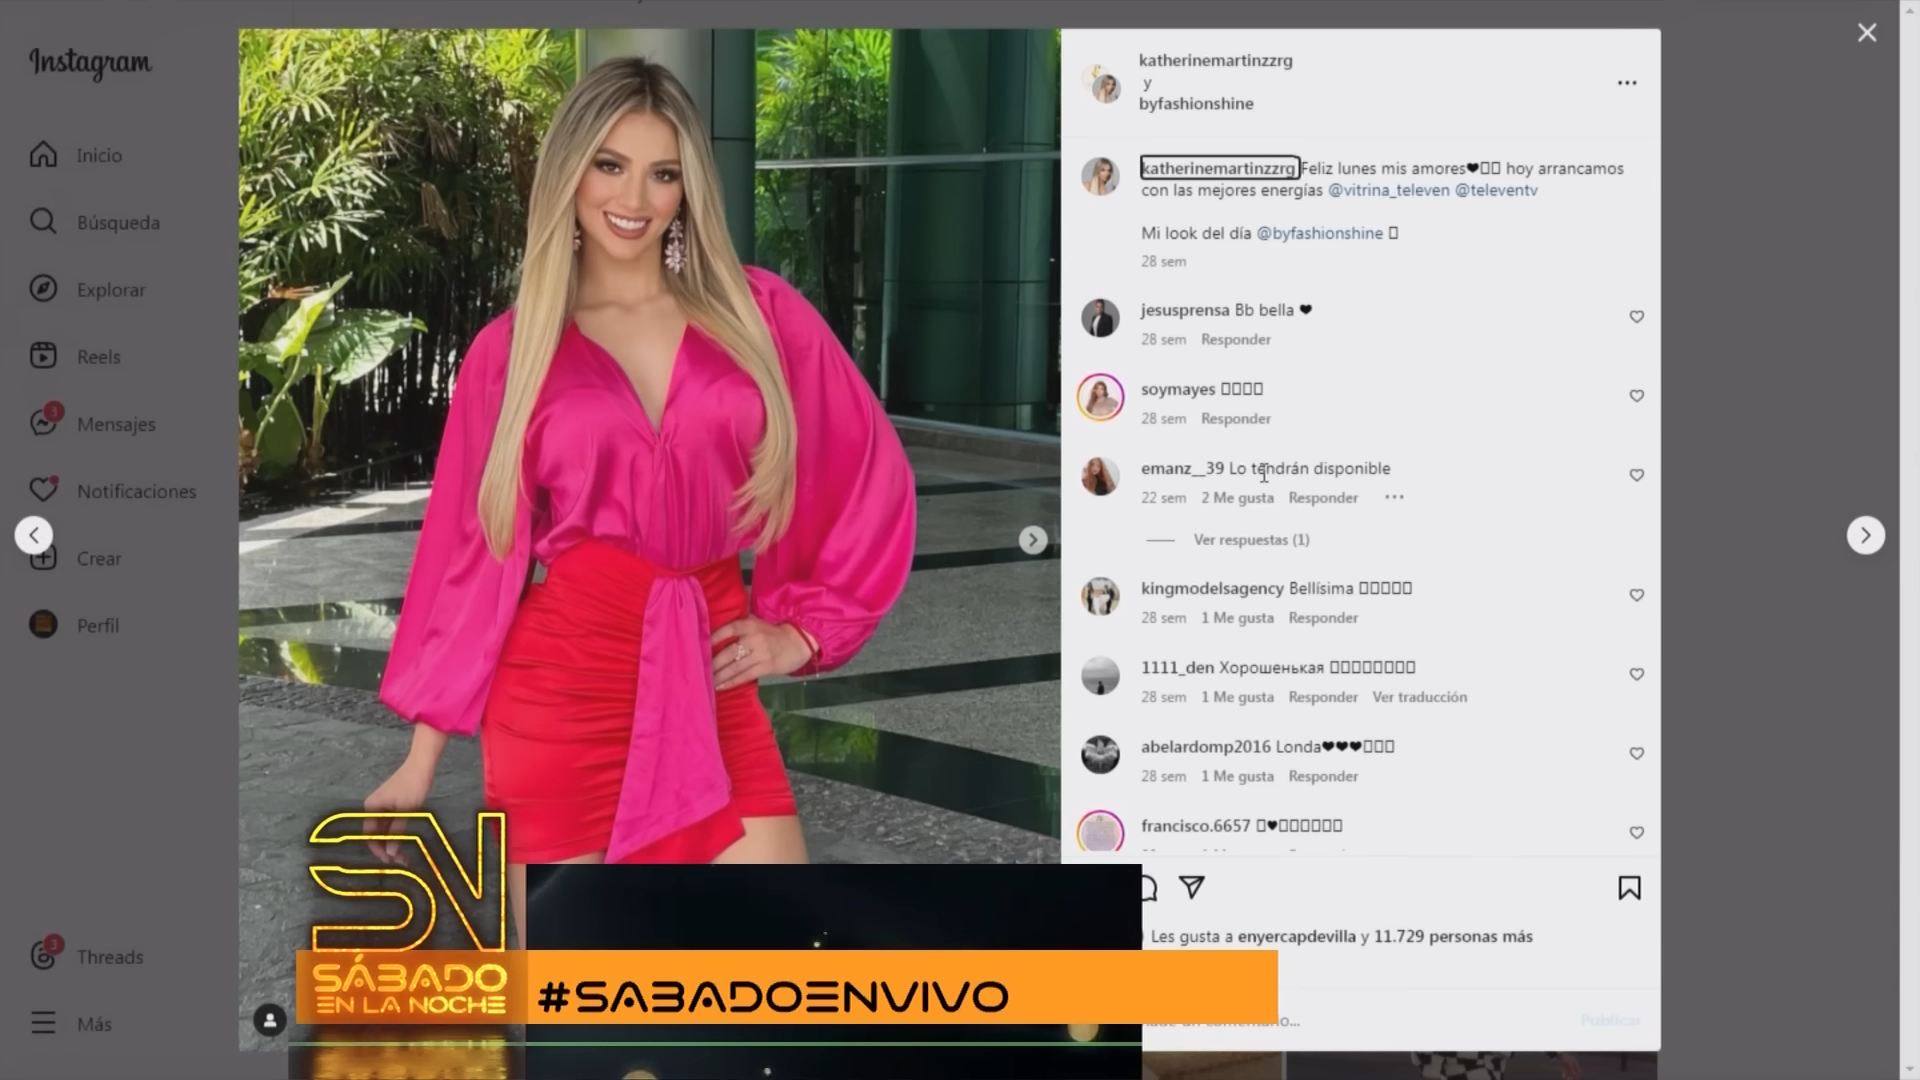 Instagram
Inicio
Búsqueda
Explorar
Reels
3
Mensajes
Notificaciones
Crear
Perfil
3
Threads
Más
katherinemartinzzrg
y
byfashionshine
katherinemartinzzrg Feliz lunes mis amores❤ hoy arrancamos
con las mejores energías @vitrina_televen @televentv
Mi look del día @byfashionshine
28 sem
jesusprensa Bb bella ❤
28 sem Responder
soymayes
28 sem Responder
emanz__39 Lo tendrán disponible
22 sem 2 Me gusta Responder
Ver respuestas (1)
kingmodelsagency Bellísima
28 sem 1 Me gusta Responder
1111_den Хорошенькая
28 sem 1 Me gusta Responder Ver traducción
abelardomp2016 Londa❤❤❤
28 sem 1 Me gusta Responder
francisco.6657 ❤
Les gusta a enyercapdevilla y 11.729 personas más
Publicar
SN
SÁBADO
EN LA NOCHE
#SABADOENVIVO